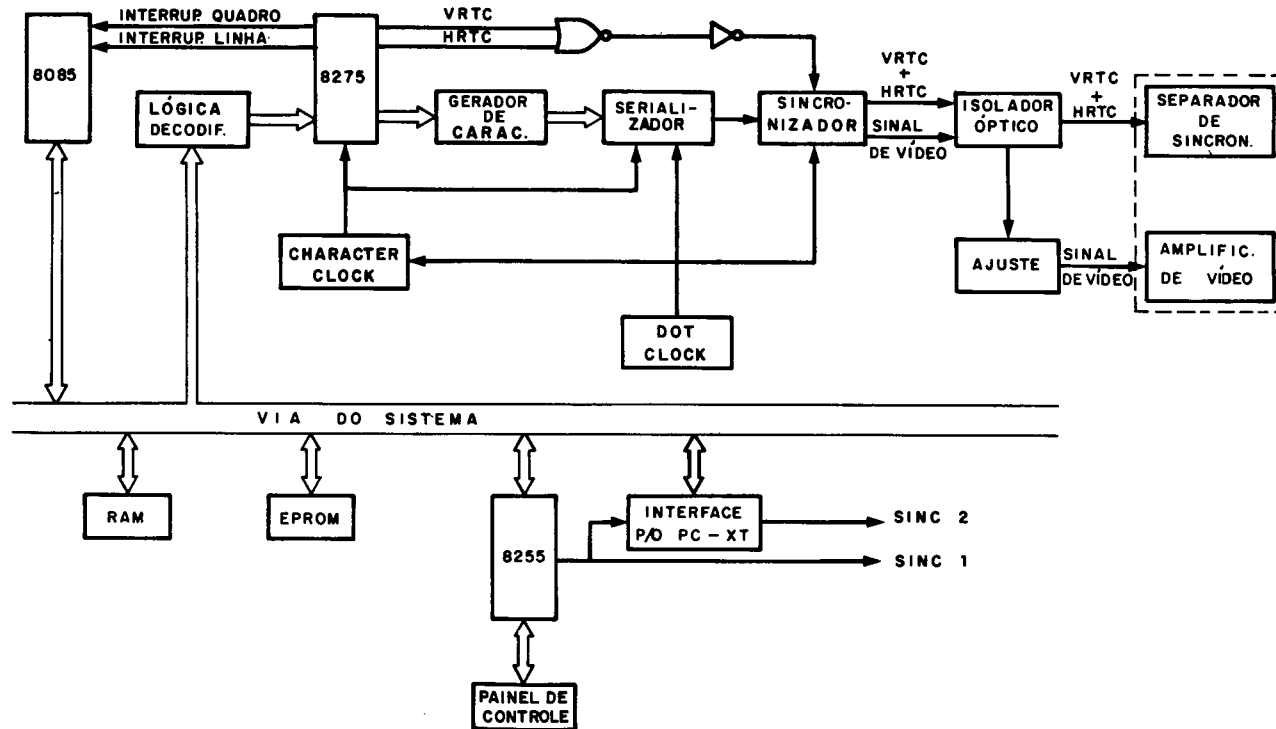 INTERRUP. QUADRO
INTERRUP. LINHA
8085
8275
VRTC
HRTC
LÓGICA
DECODIF.
GERADOR
DE
CARAC.
SERIALI-
ZADOR
SINCRO-
NIZADOR
VRTC
+
HRTC
SINAL
DE VÍDEO
ISOLADOR
ÓPTICO
VRTC
+
HRTC
SEPARADOR
DE
SINCRON.
CHARACTER
CLOCK
DOT
CLOCK
AJUSTE
SINAL
DE VÍDEO
AMPLIFIC.
DE VÍDEO
VIA DO SISTEMA
RAM
EPROM
8255
INTERFACE
P/O PC-XT
SINC 2
SINC 1
PAINEL DE
CONTROLE